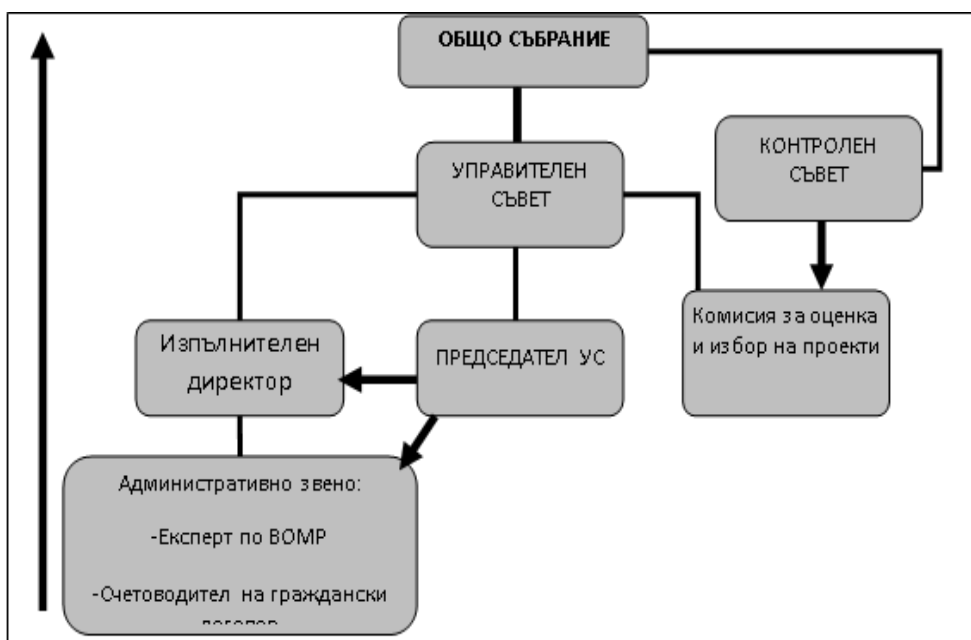 ОБЩО СЪБРАНИЕ
УПРАВИТЕЛЕН
СЪВЕТ
КОНТРОЛЕН
СЪВЕТ
Изпълнителен
директор
ПРЕДСЕДАТЕЛ УС
Комисия за оценка
и избор на проекти
Административно звено:
-Експерт по ВОМР
-Счетоводител на граждански